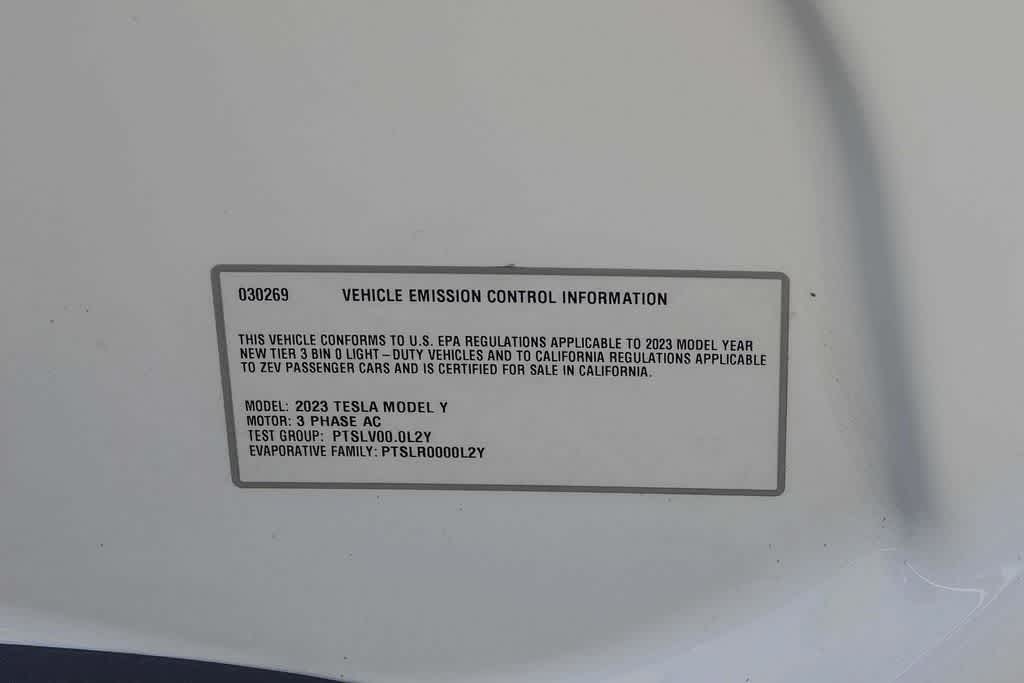 030269 VEHICLE EMISSION CONTROL INFORMATION
THIS VEHICLE CONFORMS TO U.S. EPA REGULATIONS APPLICABLE TO 2023 MODEL YEAR
NEW TIER 3 BIN 0 LIGHT – DUTY VEHICLES AND TO CALIFORNIA REGULATIONS APPLICABLE
TO ZEV PASSENGER CARS AND IS CERTIFIED FOR SALE IN CALIFORNIA.
MODEL: 2023 TESLA MODEL Y
MOTOR: 3 PHASE AC
TEST GROUP: PTSLV00.0L2Y
EVAPORATIVE FAMILY: PTSLR0000L2Y